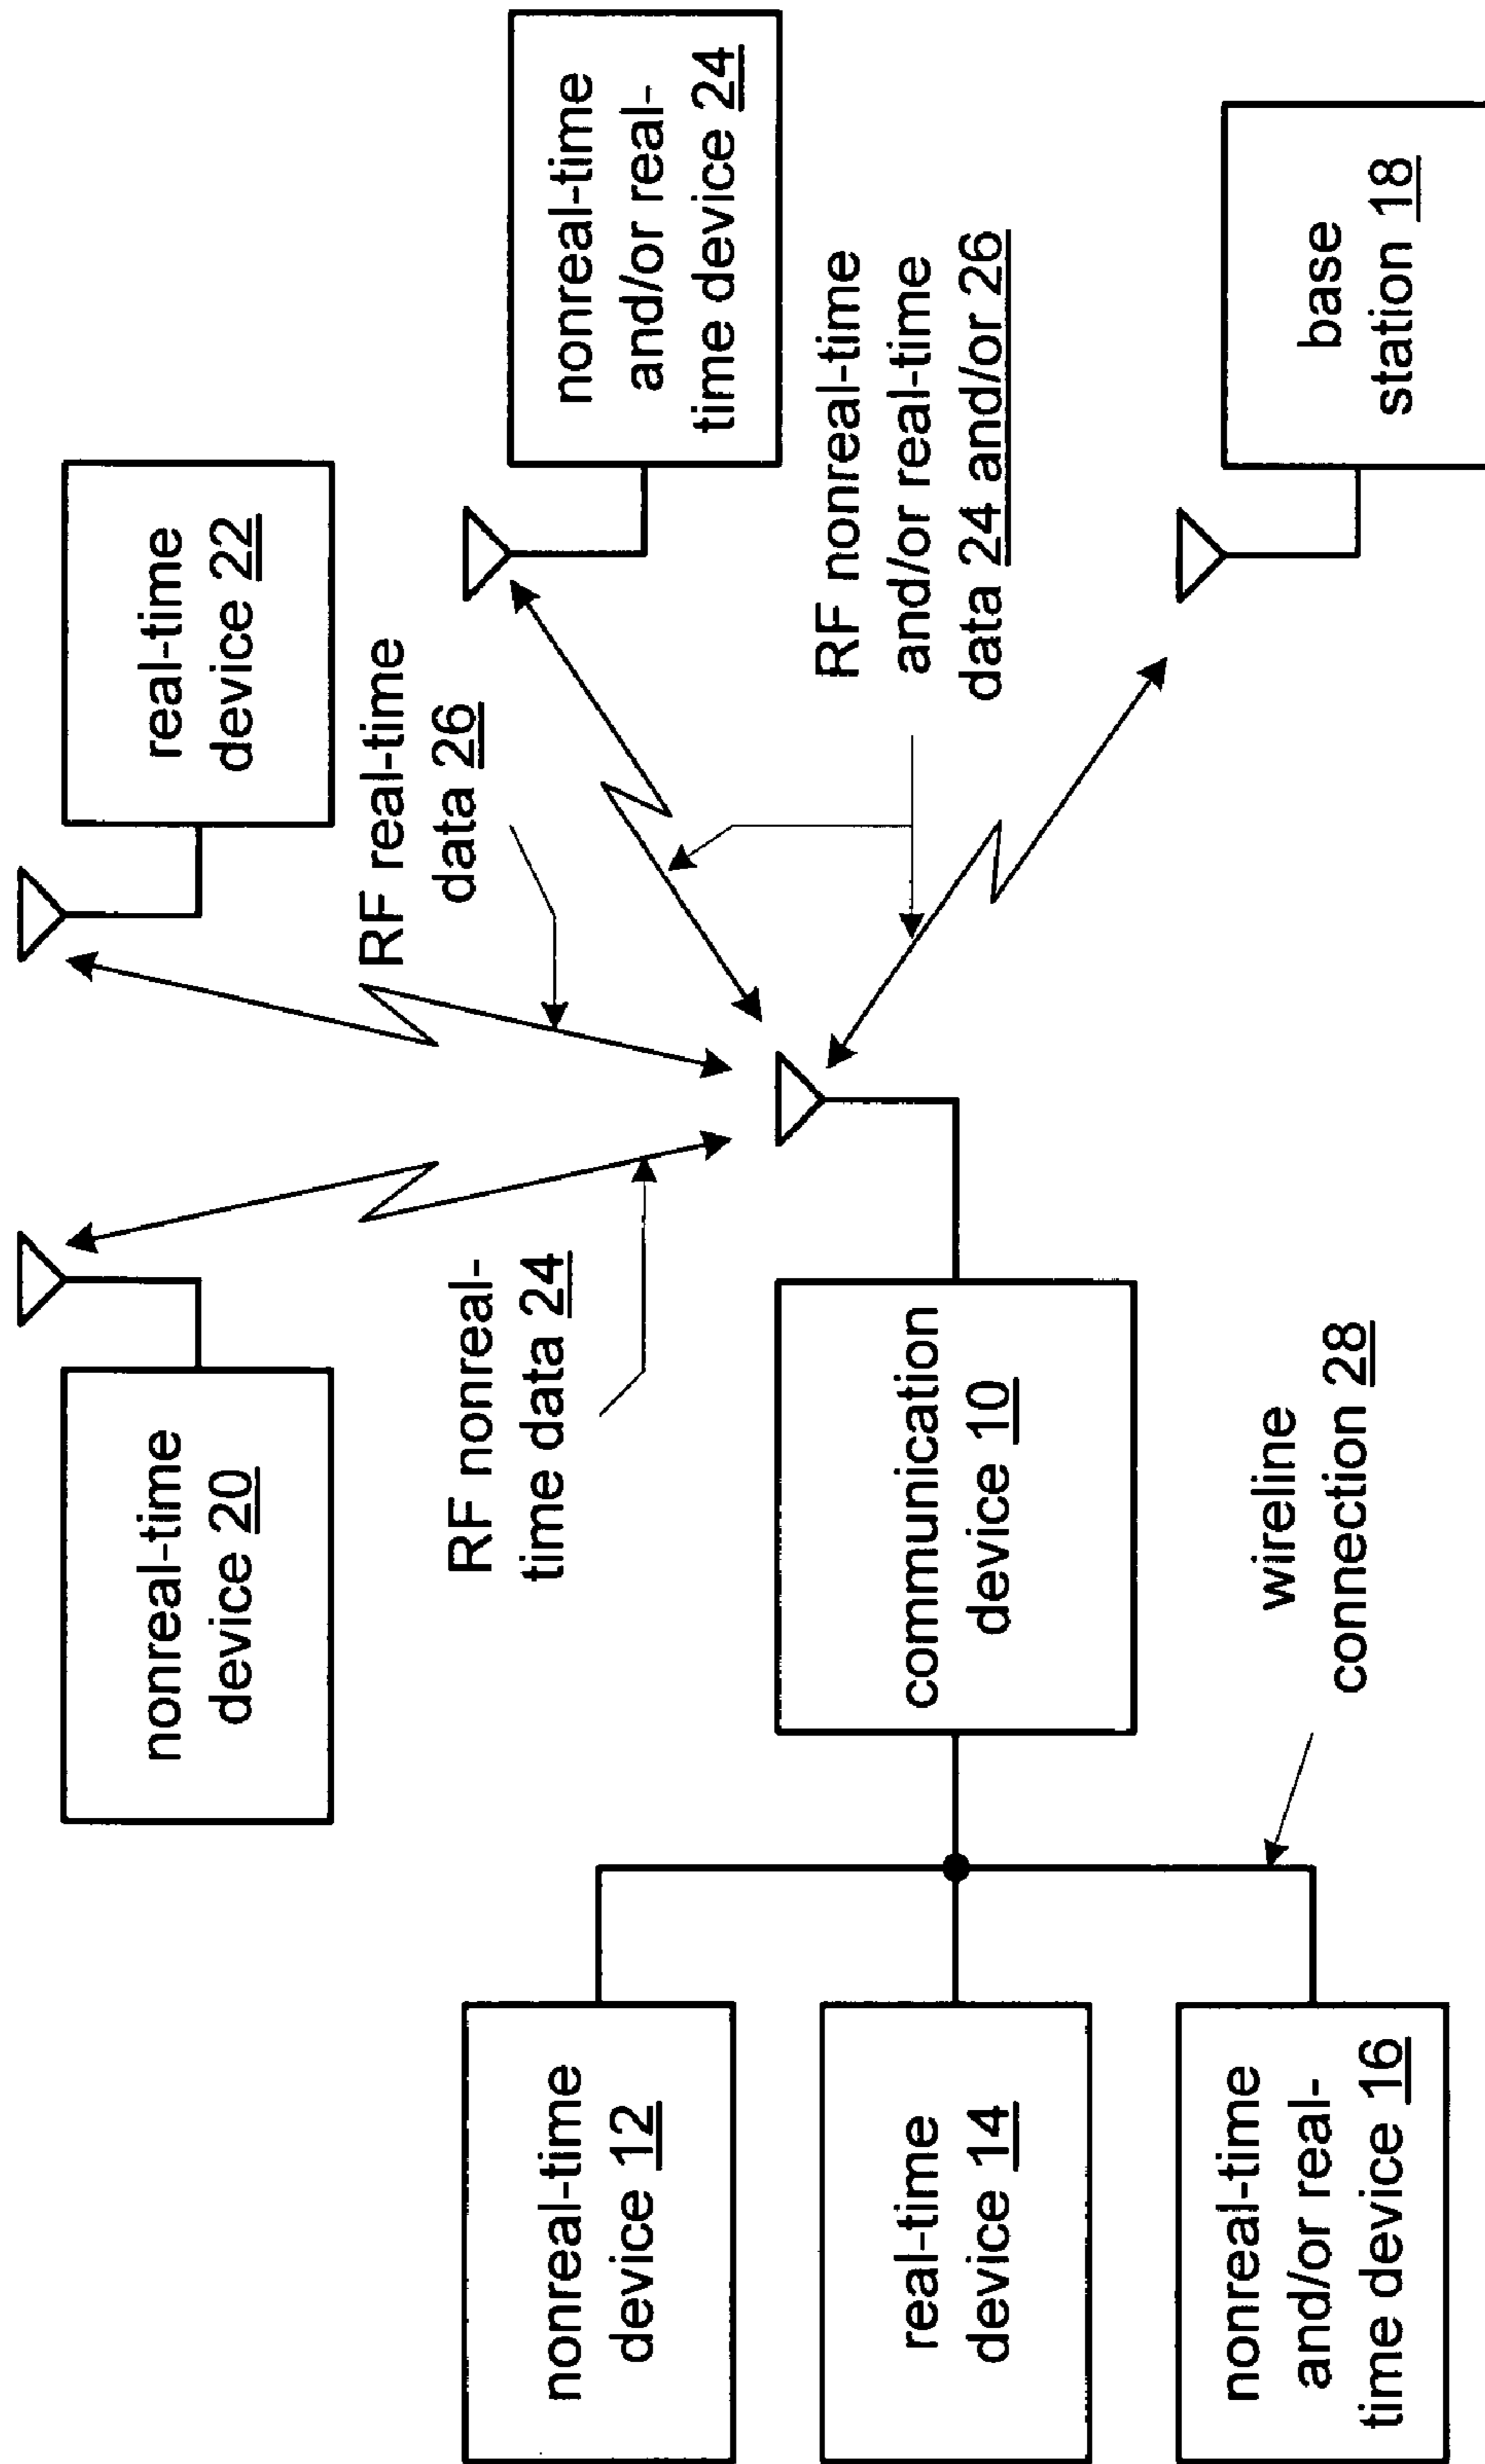 nonreal-time
device 20
real-time
device 22
RF nonreal-
time data 24
RF real-time
data 26
nonreal-time
and/or real-
time device 24
nonreal-time
device 12
real-time
device 14
nonreal-time
and/or real-
time device 16
communication
device 10
RF nonreal-time
and/or real-time
data 24 and/or 26
wireline
connection 28
base
station 18